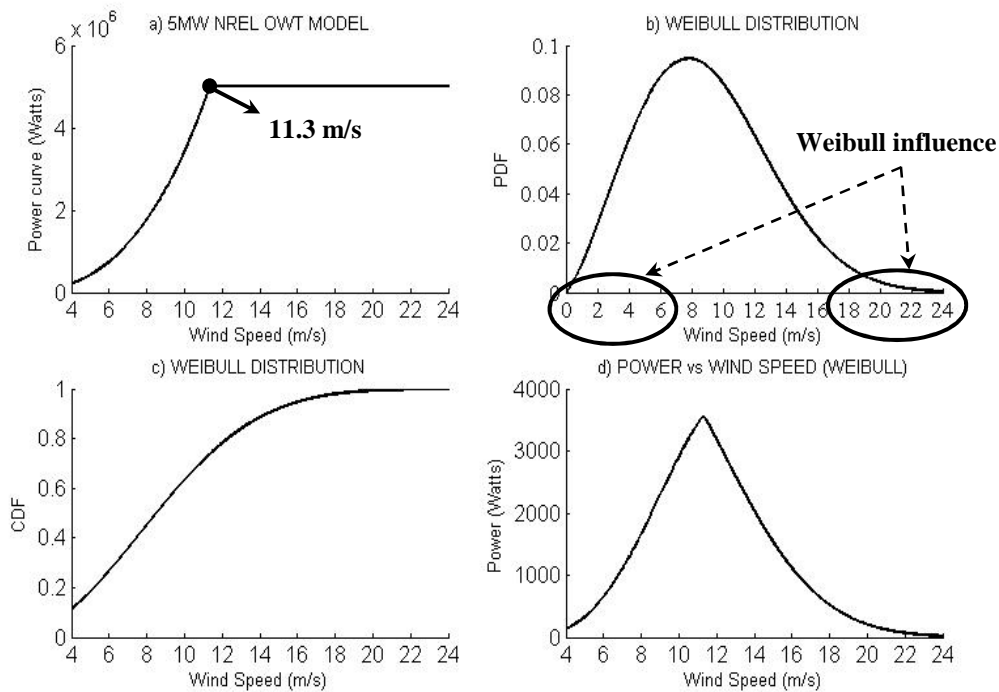 a) 5MW NREL OWT MODEL
× 10⁶
6
4
2
0
Power curve (Watts)
11.3 m/s
4 6 8 10 12 14 16 18 20 22 24
Wind Speed (m/s)
b) WEIBULL DISTRIBUTION
0.1
0.08
0.06
0.04
0.02
0
PDF
Weibull influence
0 2 4 6 8 10 12 14 16 18 20 22 24
Wind Speed (m/s)
c) WEIBULL DISTRIBUTION
1
0.8
0.6
0.4
0.2
0
CDF
4 6 8 10 12 14 16 18 20 22 24
Wind Speed (m/s)
d) POWER vs WIND SPEED (WEIBULL)
4000
3000
2000
1000
0
Power (Watts)
4 6 8 10 12 14 16 18 20 22 24
Wind Speed (m/s)